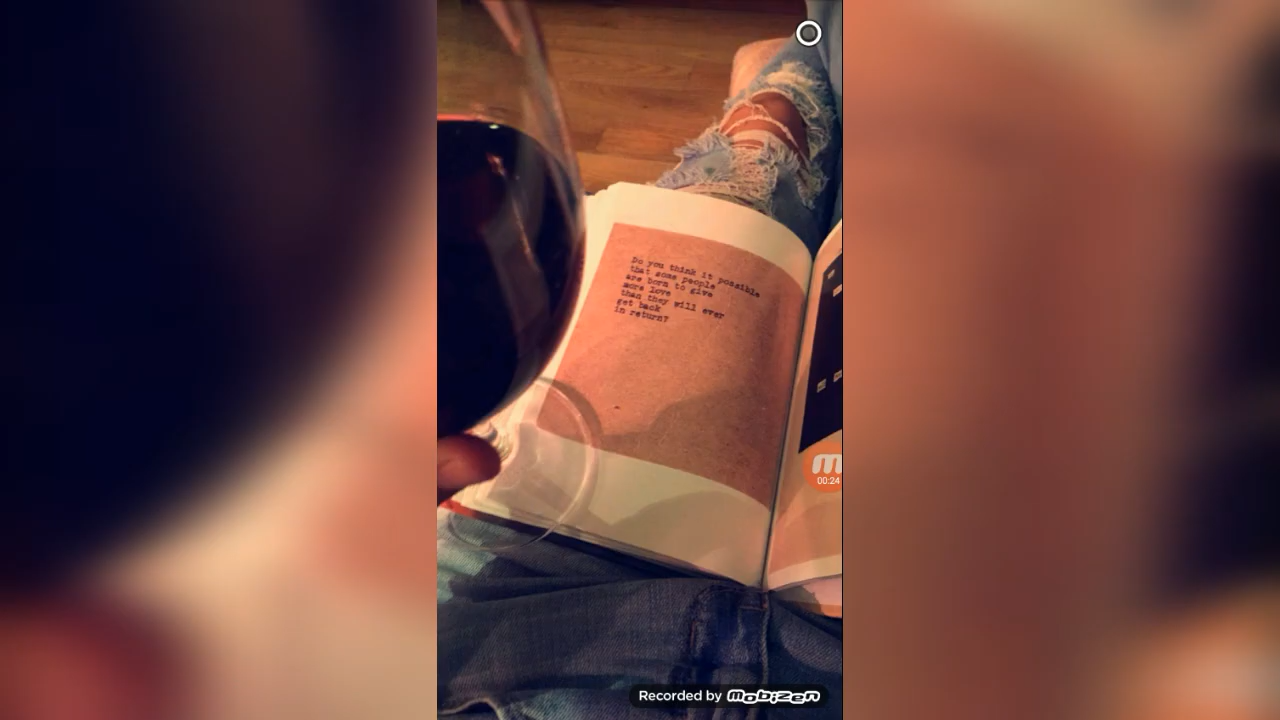 Do you think it possible
that some people
are born to give
more love
than they will ever
get back
in return?
m
00:24
Recorded by mobizen